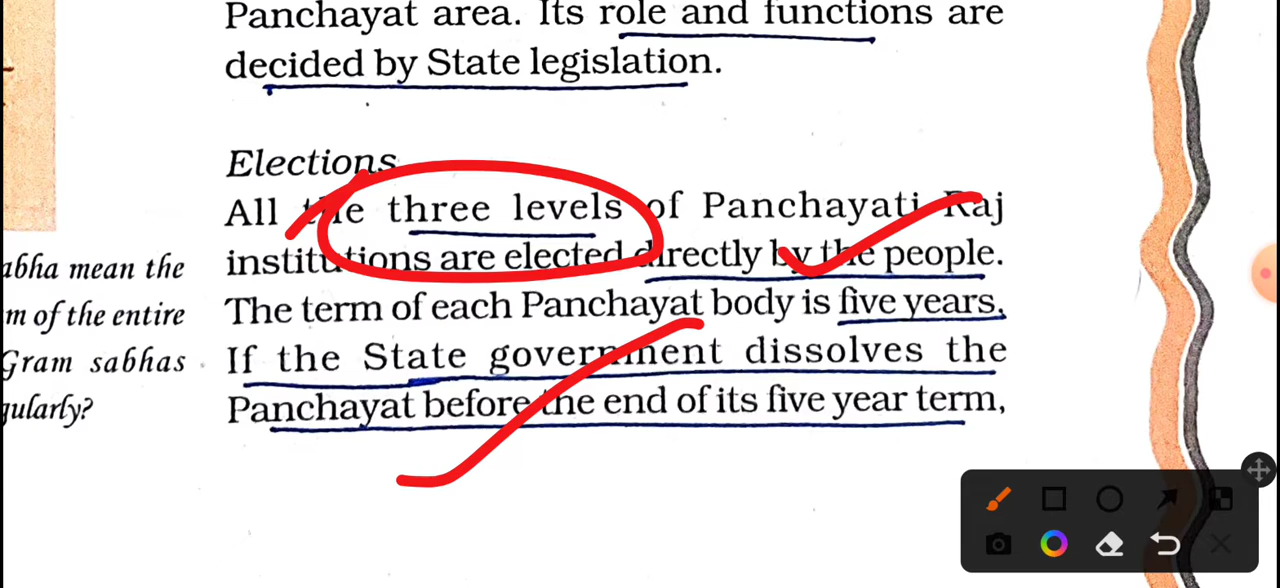 Panchayat area. Its role and functions are
decided by State legislation.
Elections
All the three levels of Panchayati Raj
institutions are elected directly by the people.
The term of each Panchayat body is five years.
If the State government dissolves the
Panchayat before the end of its five year term,
abha mean the
m of the entire
Gram sabhas
gularly?